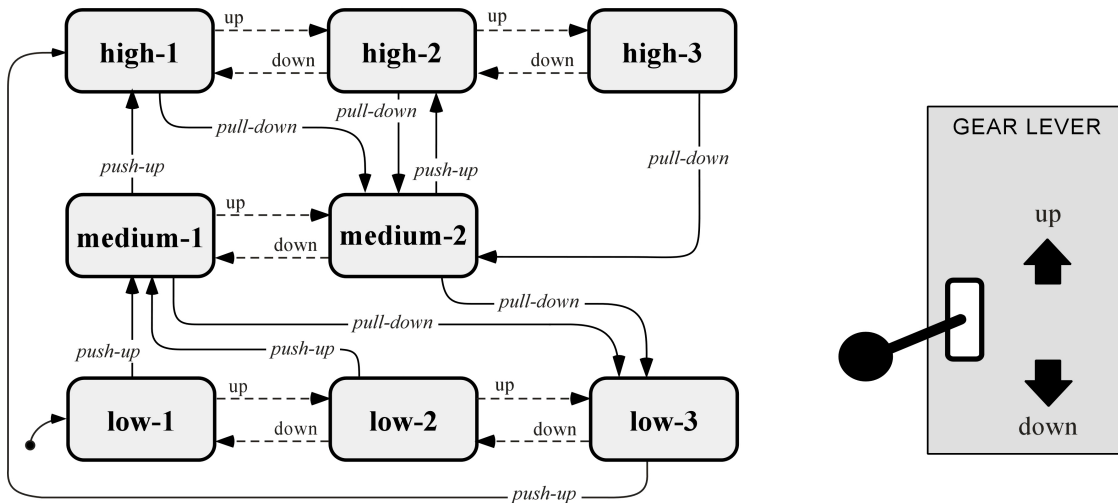 up
up
high-1
high-2
high-3
down
down
pull-down
pull-down
push-up
push-up
pull-down
up
medium-1
medium-2
down
pull-down
pull-down
push-up
push-up
up
up
low-1
low-2
low-3
down
down
push-up
GEAR LEVER
up
down